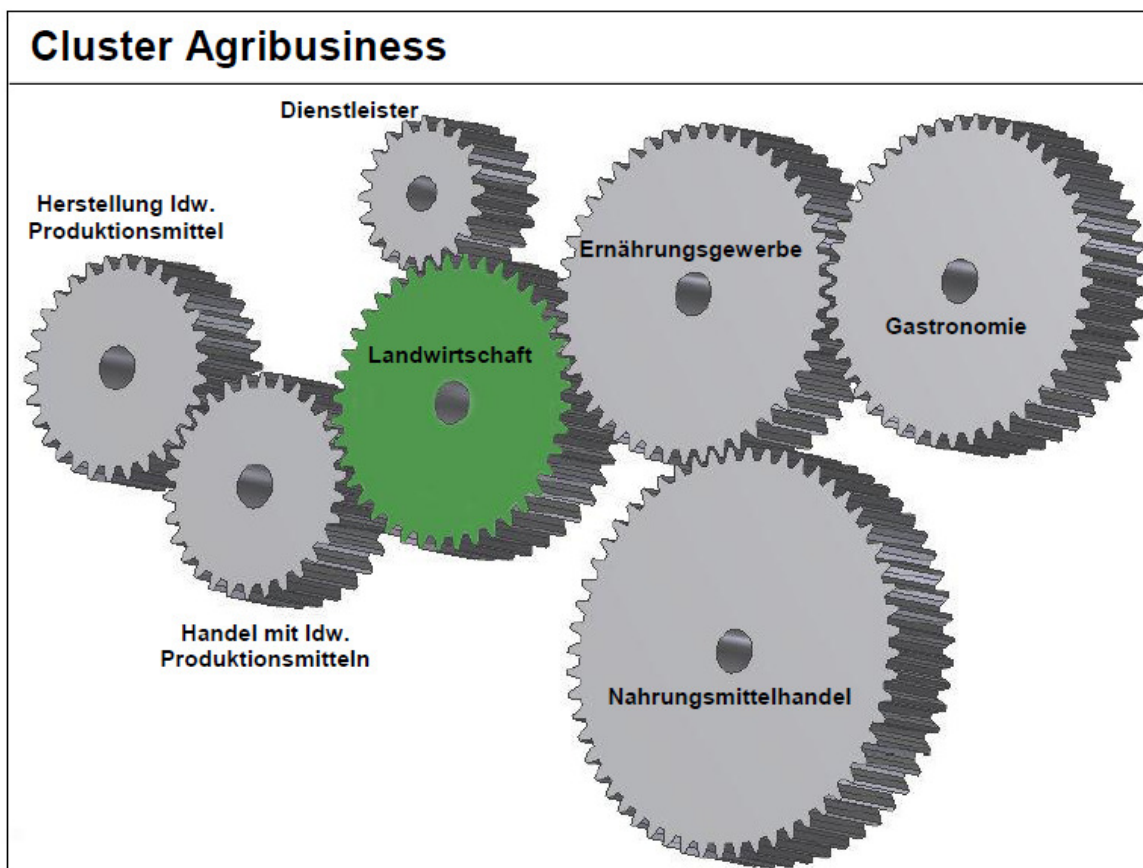 Cluster Agribusiness
Dienstleister
Herstellung ldw.
Produktionsmittel
Ernährungsgewerbe
Gastronomie
Landwirtschaft
Handel mit ldw.
Produktionsmitteln
Nahrungsmittelhandel